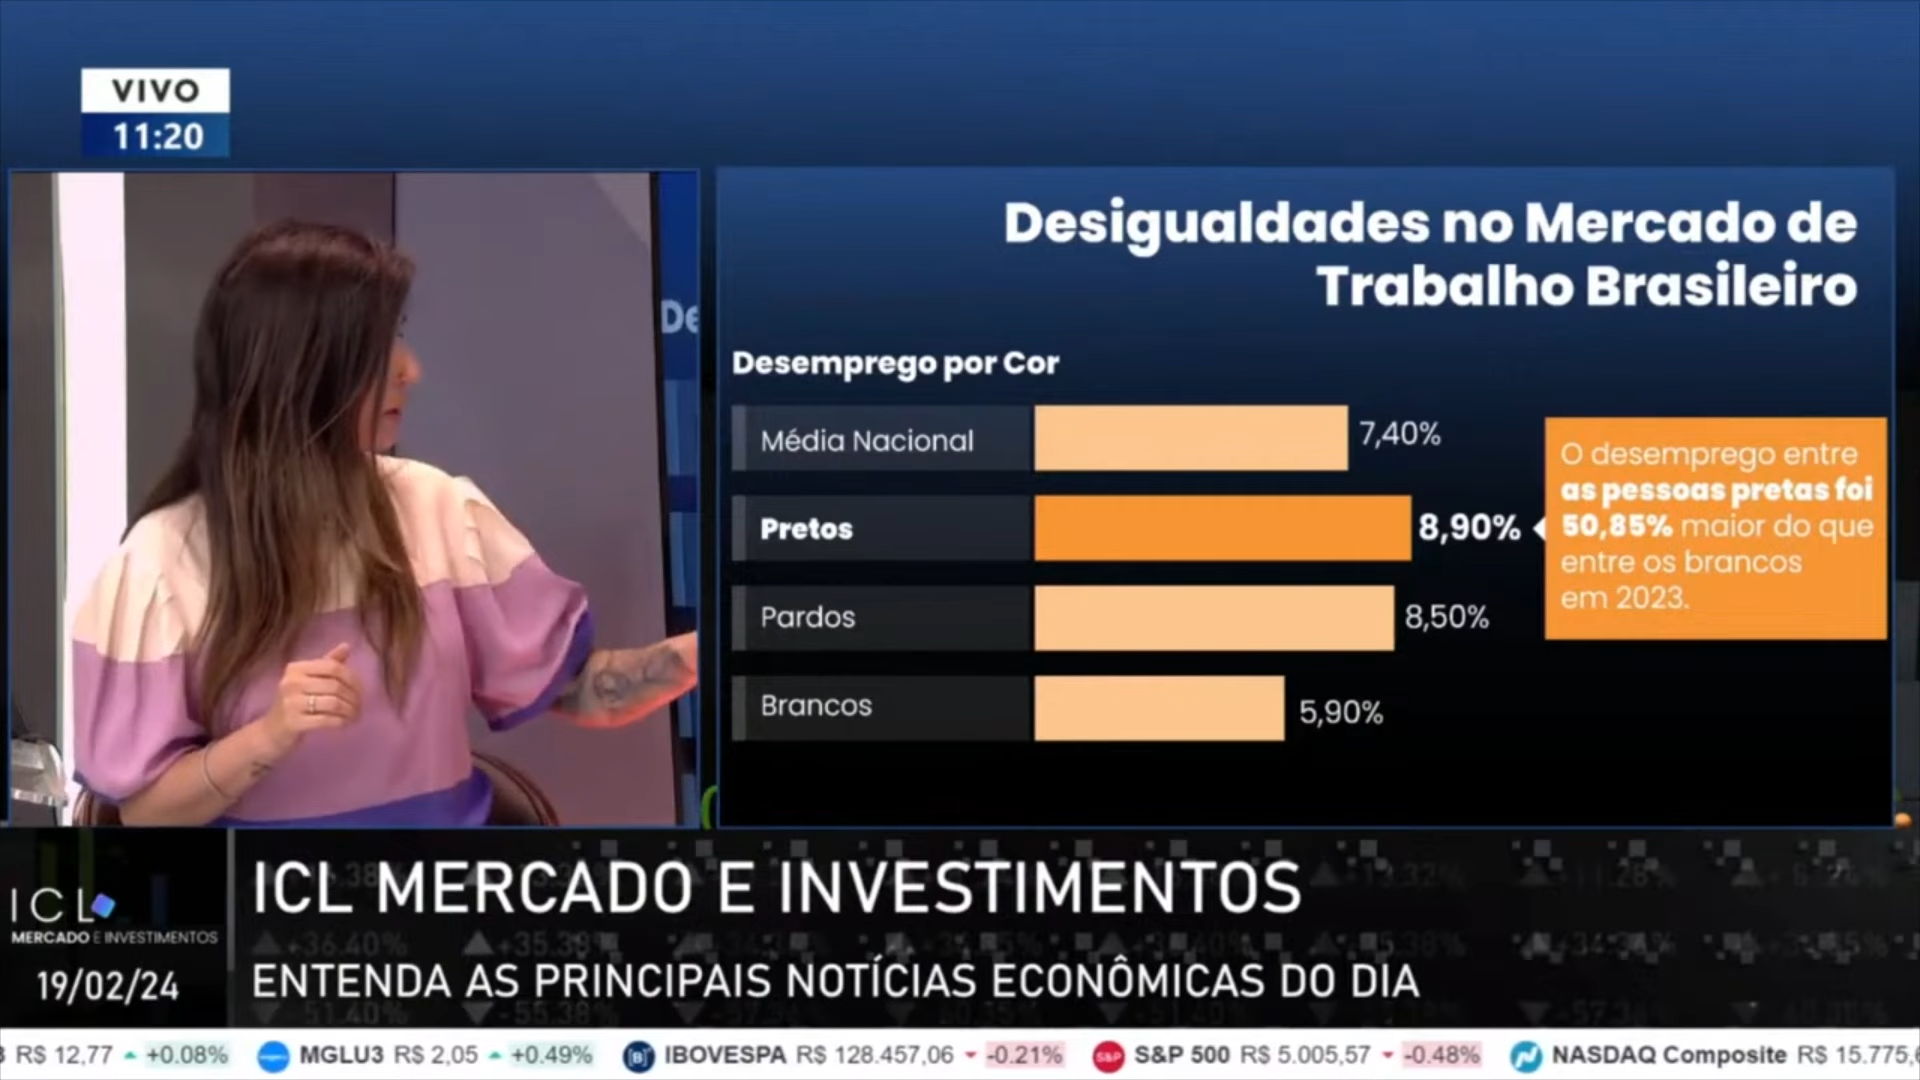 VIVO
11:20
De
Desigualdades no Mercado de
Trabalho Brasileiro
Desemprego por Cor
Média Nacional 7,40%
Pretos 8,90%
Pardos 8,50%
Brancos 5,90%
O desemprego entre
as pessoas pretas foi
50,85% maior do que
entre os brancos
em 2023.
ICL
MERCADO E INVESTIMENTOS
19/02/24
ICL MERCADO E INVESTIMENTOS
ENTENDA AS PRINCIPAIS NOTÍCIAS ECONÔMICAS DO DIA
R$ 12,77 +0.08% MGLU3 R$ 2,05 +0.49% IBOVESPA R$ 128.457,06 -0.21% S&P S&P 500 R$ 5.005,57 -0.48% NASDAQ Composite R$ 15.775,